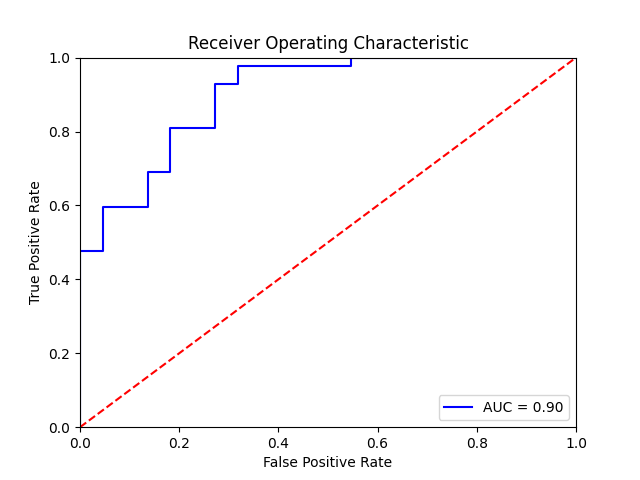 Receiver Operating Characteristic
True Positive Rate
1.0
0.8
0.6
0.4
0.2
0.0
AUC = 0.90
0.0 0.2 0.4 0.6 0.8 1.0
False Positive Rate